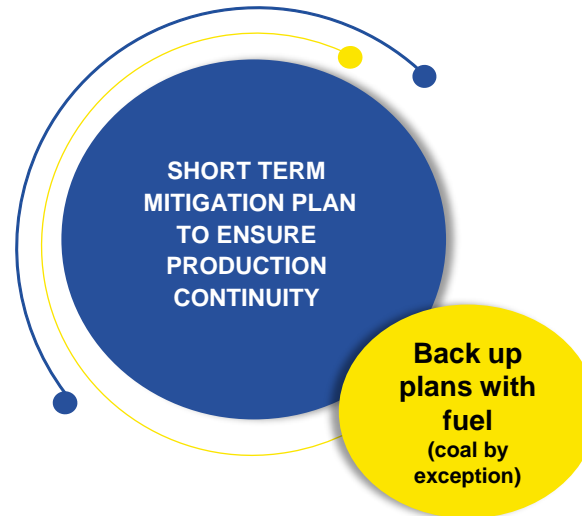 SHORT TERM
MITIGATION PLAN
TO ENSURE
PRODUCTION
CONTINUITY
Back up
plans with
fuel
(coal by
exception)